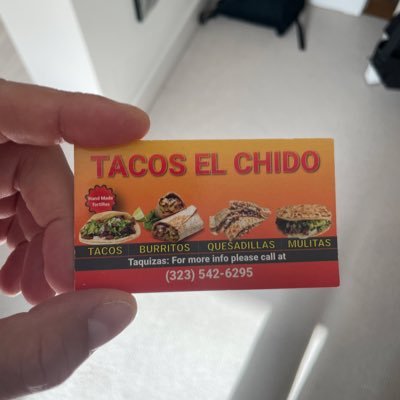 TACOS EL CHIDO
Hand Made
Tortillas
TACOS BURRITOS QUESADILLAS MULITAS
Taquizas: For more info please call at
(323) 542-6295